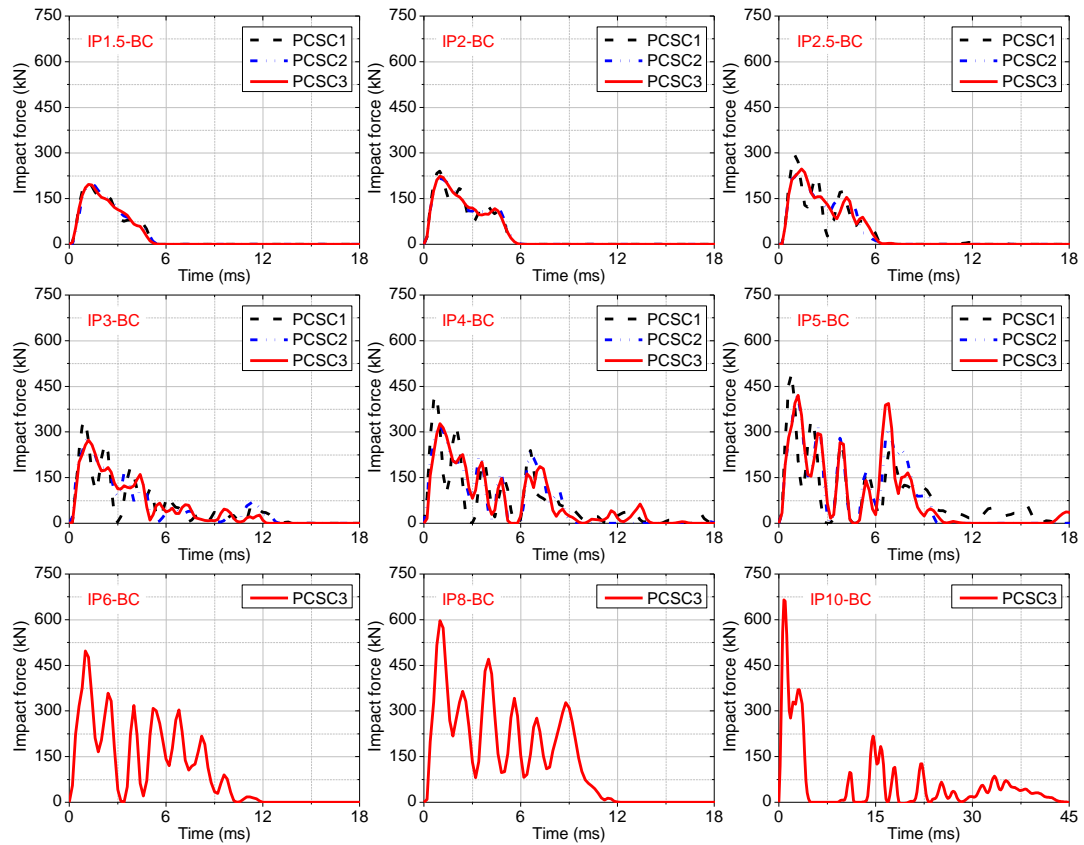 750
600
450
300
150
0
Impact force (kN)
IP1.5-BC
PCSC1
PCSC2
PCSC3
0 6 12 18
Time (ms)
750
600
450
300
150
0
Impact force (kN)
IP2-BC
PCSC1
PCSC2
PCSC3
0 6 12 18
Time (ms)
750
600
450
300
150
0
Impact force (kN)
IP2.5-BC
PCSC1
PCSC2
PCSC3
0 6 12 18
Time (ms)
750
600
450
300
150
0
Impact force (kN)
IP3-BC
PCSC1
PCSC2
PCSC3
0 6 12 18
Time (ms)
750
600
450
300
150
0
Impact force (kN)
IP4-BC
PCSC1
PCSC2
PCSC3
0 6 12 18
Time (ms)
750
600
450
300
150
0
Impact force (kN)
IP5-BC
PCSC1
PCSC2
PCSC3
0 6 12 18
Time (ms)
750
600
450
300
150
0
Impact force (kN)
IP6-BC
PCSC3
0 6 12 18
Time (ms)
750
600
450
300
150
0
Impact force (kN)
IP8-BC
PCSC3
0 6 12 18
Time (ms)
750
600
450
300
150
0
Impact force (kN)
IP10-BC
PCSC3
0 15 30 45
Time (ms)